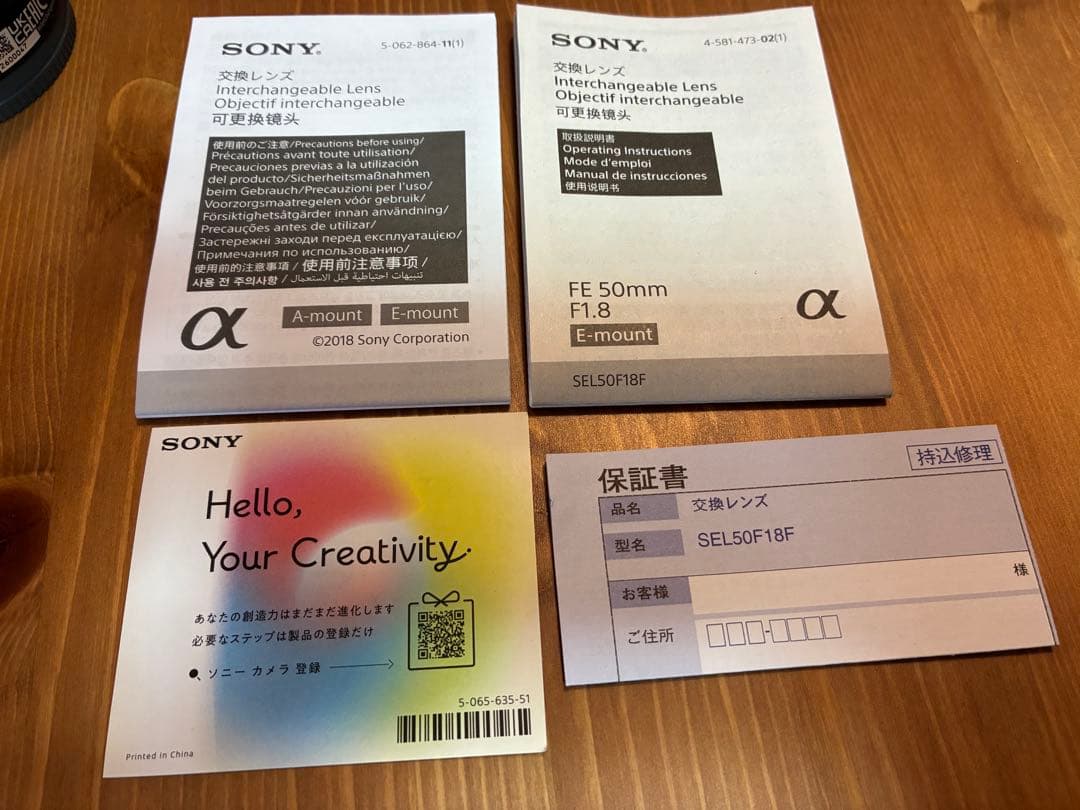 SONY®
5-062-864-11(1)
交換レンズ
Interchangeable Lens
Objectif interchangeable
可更换镜头
使用前のご注意/Precautions before using/
Précautions avant toute utilisation/
Precauciones previas a la utilización
del producto/Sicherheitsmaßnahmen
beim Gebrauch/Precauzioni per l'uso/
Voorzorgsmaatregelen vóór gebruik/
Försiktighetsåtgärder innan användning/
Precauções antes de utilizar/
Застережні заходи перед експлуатацією/
Примечания по использованию/
使用前的注意事項 / 使用前注意事项 /
사용 전 주의사항 / تنبيهات احتياطية قبل الاستعمال
α
A-mount
E-mount
©2018 Sony Corporation
SONY®
4-581-473-02(1)
交換レンズ
Interchangeable Lens
Objectif interchangeable
可更换镜头
取扱説明書
Operating Instructions
Mode d'emploi
Manual de instrucciones
使用说明书
FE 50mm
F1.8
E-mount
α
SEL50F18F
SONY
Hello,
Your Creativity.
あなたの創造力はまだまだ進化します
必要なステップは製品の登録だけ
ソニー カメラ 登録
5-065-635-51
Printed in China
保証書
持込修理
品名
交換レンズ
型名
SEL50F18F
お客様
様
ご住所